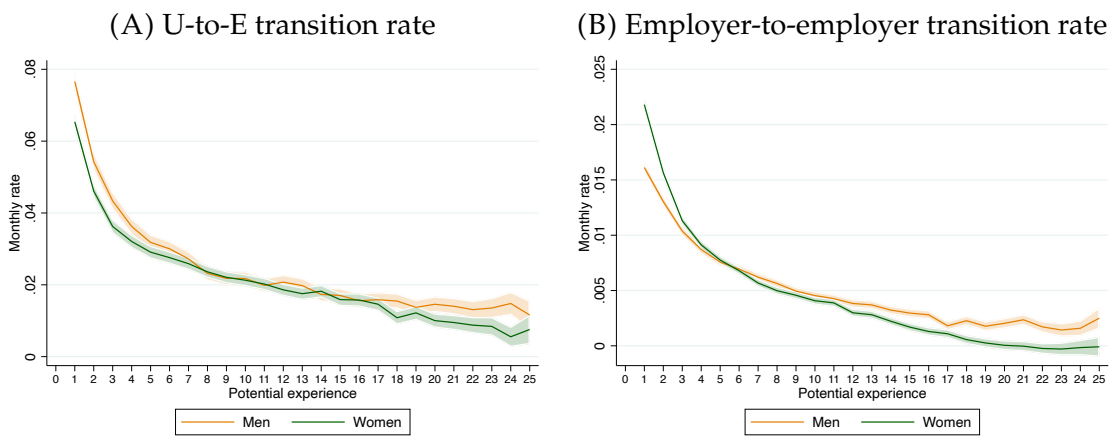 (A) U-to-E transition rate
Monthly rate
.08
.06
.04
.02
0
0 1 2 3 4 5 6 7 8 9 10 11 12 13 14 15 16 17 18 19 20 21 22 23 24 25
Potential experience
Men Women
(B) Employer-to-employer transition rate
Monthly rate
.025
.02
.015
.01
.005
0
0 1 2 3 4 5 6 7 8 9 10 11 12 13 14 15 16 17 18 19 20 21 22 23 24 25
Potential experience
Men Women